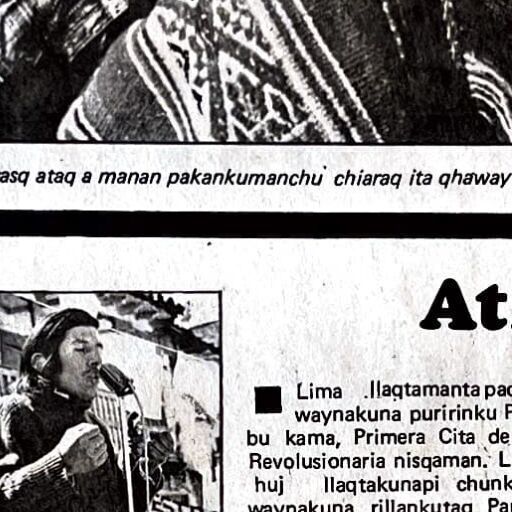 asq ataq a manan pakankumanchu chiaraq ita qhaway
At
Lima .llaqtamanta pac
waynakuna puririnku P
bu kama, Primera Cita de
Revolusionaria nisqaman. L
huj llaqtakunapi chunk
waynakuna rillankutaq Pa